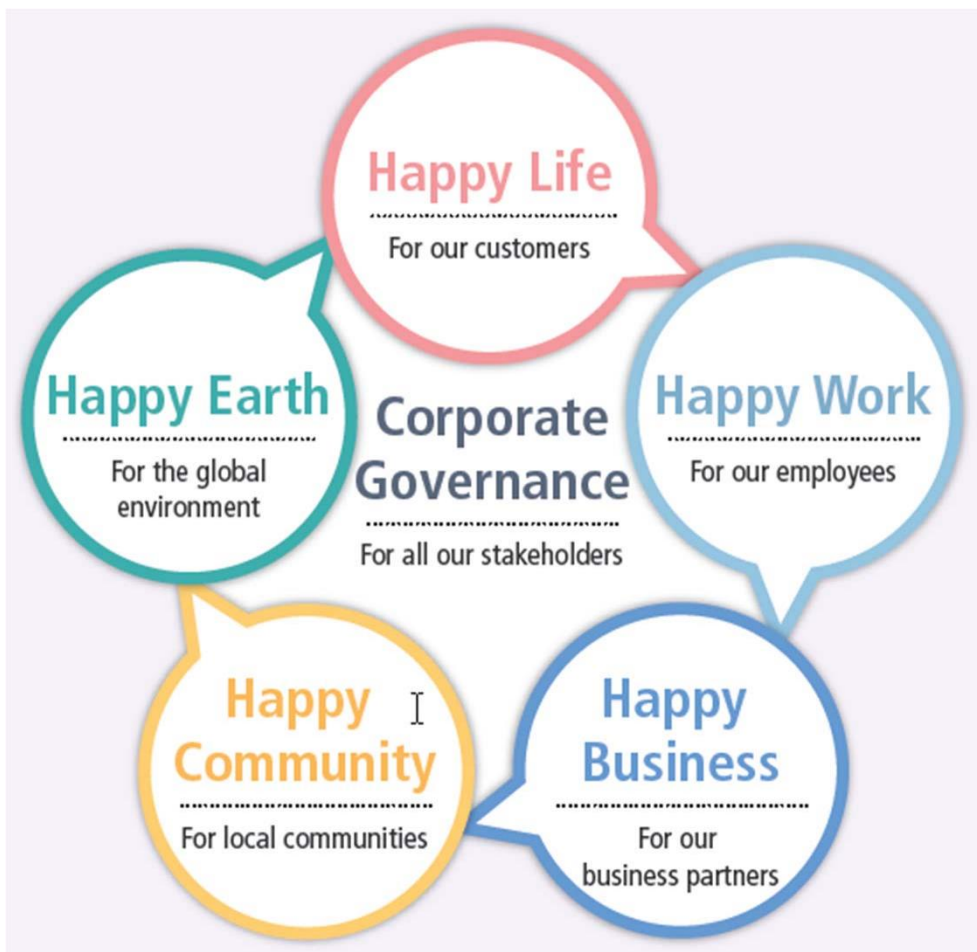 Happy Life
For our customers
Happy Work
For our employees
Happy Business
For our
business partners
Happy
Community
For local communities
Happy Earth
For the global
environment
Corporate
Governance
For all our stakeholders